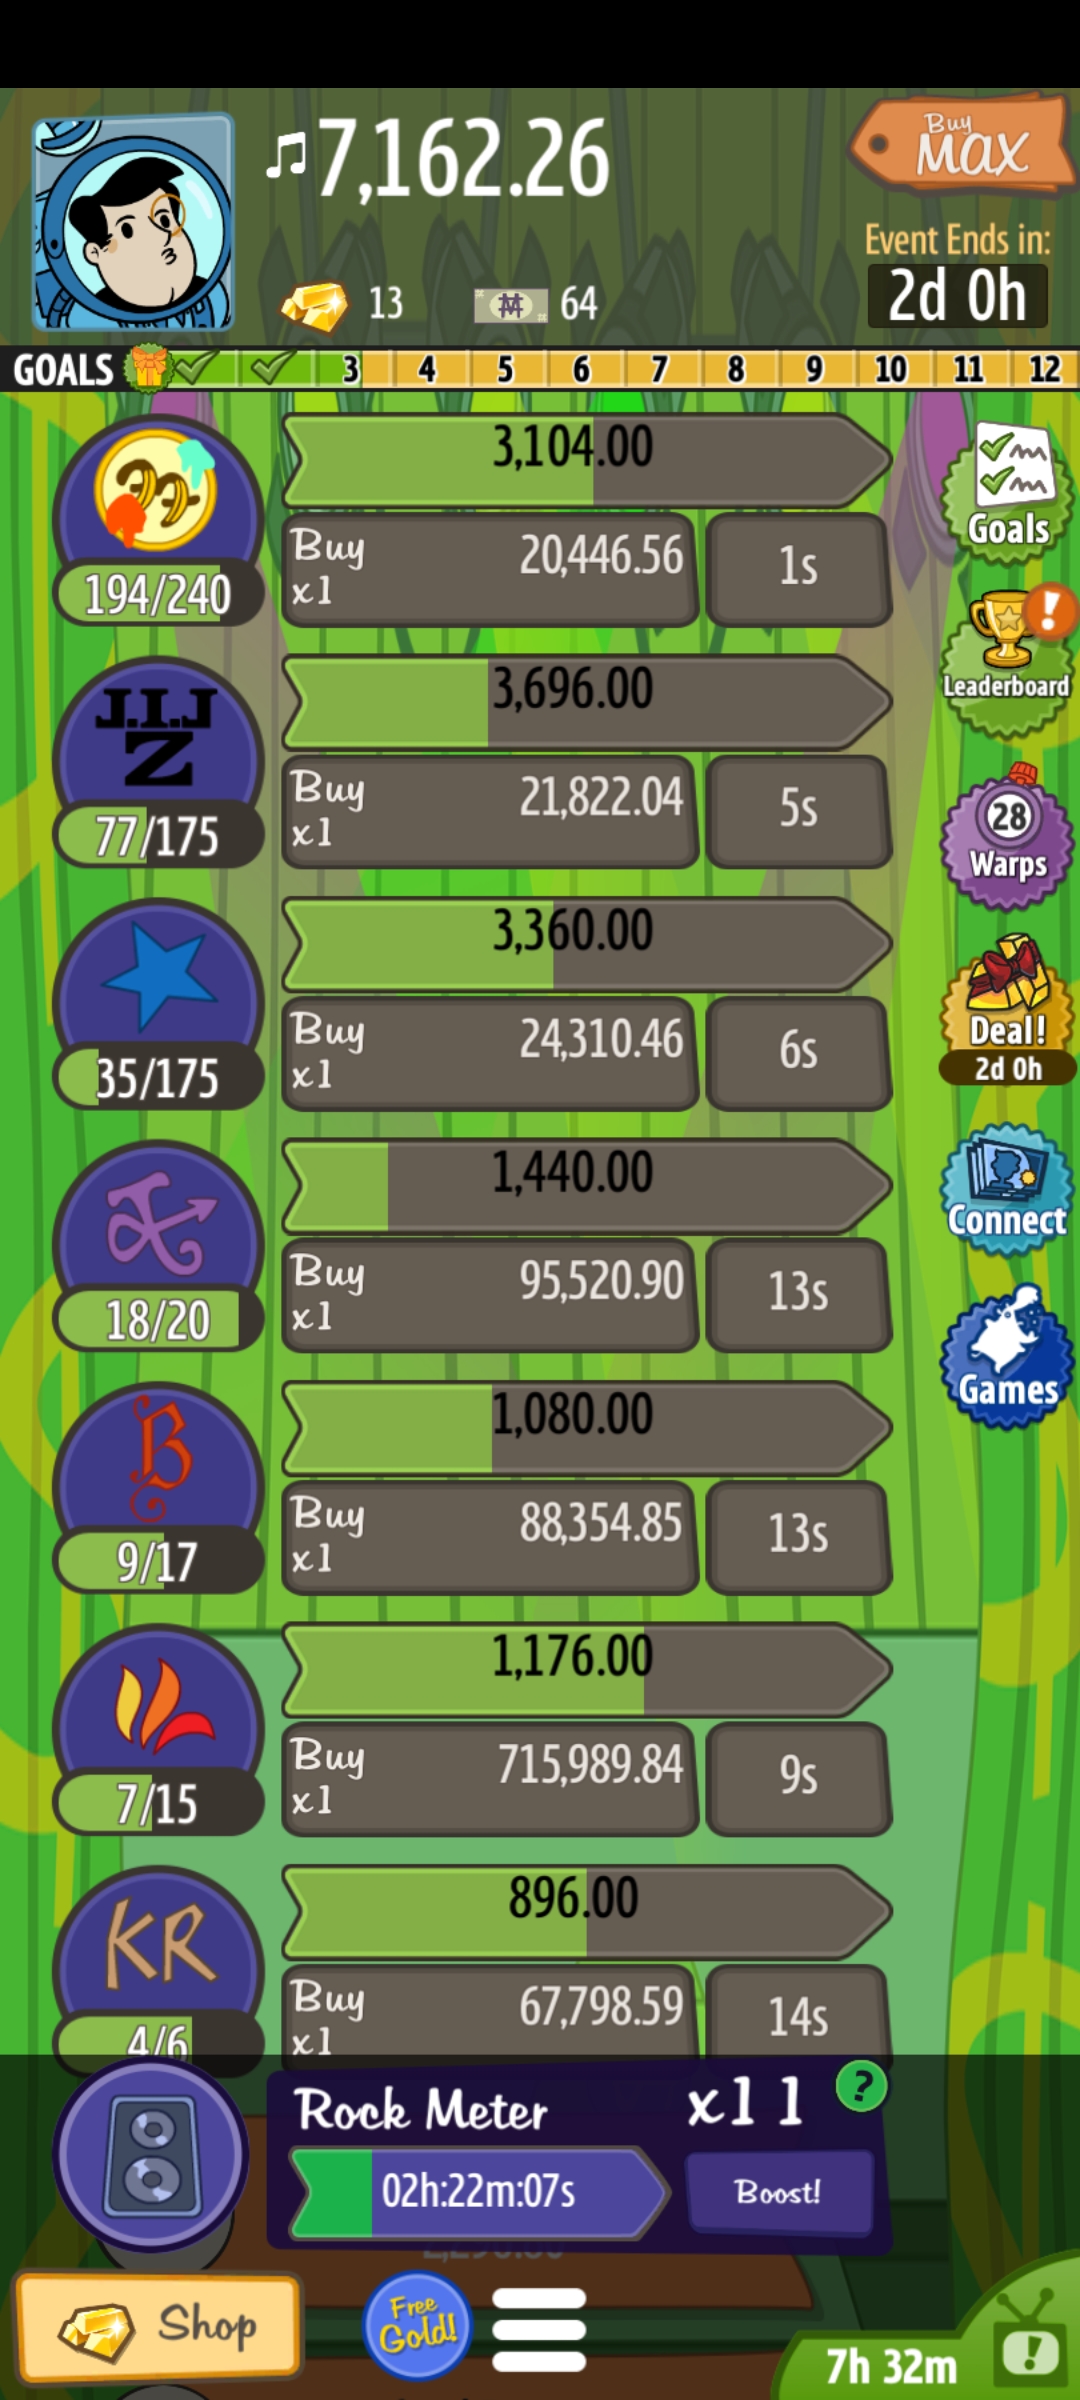 7,162.26
Buy
MAX
Event Ends in:
2d 0h
13
64
GOALS 3 4 5 6 7 8 9 10 11 12
3,104.00
194/240
Buy
x1
20,446.56
1s
Goals
J.I.J
Z
3,696.00
77/175
Buy
x1
21,822.04
5s
Leaderboard
28
Warps
3,360.00
35/175
Buy
x1
24,310.46
6s
Deal!
2d 0h
1,440.00
18/20
Buy
x1
95,520.90
13s
Connect
B
1,080.00
9/17
Buy
x1
88,354.85
13s
Games
1,176.00
7/15
Buy
x1
715,989.84
9s
KR
896.00
4/6
Buy
x1
67,798.59
14s
Rock Meter
x11
?
02h:22m:07s
Boost!
Shop
Free
Gold!
7h 32m